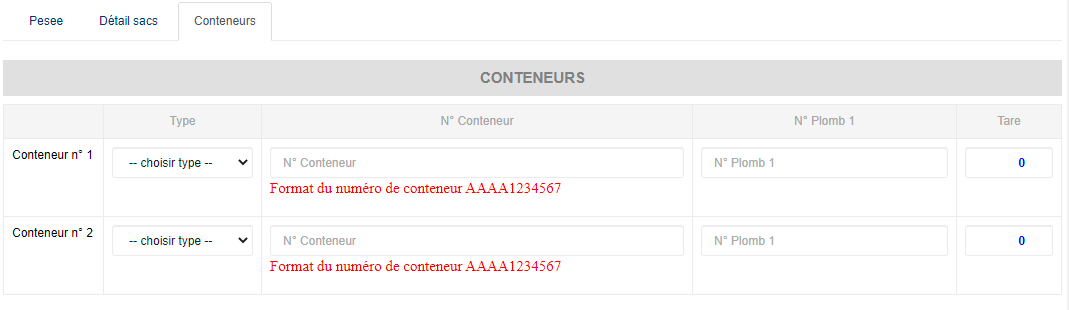 Pesee Détail sacs Conteneurs
CONTENEURS
Type N° Conteneur N° Plomb 1 Tare
Conteneur n° 1 -- choisir type -- N° Conteneur N° Plomb 1 0
Format du numéro de conteneur AAAA1234567
Conteneur n° 2 -- choisir type -- N° Conteneur N° Plomb 1 0
Format du numéro de conteneur AAAA1234567